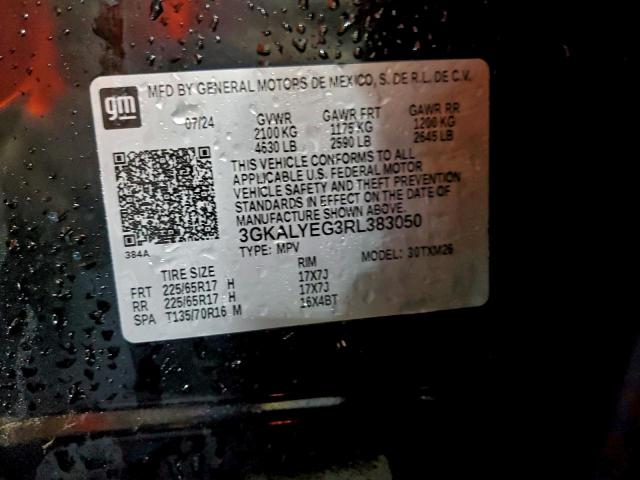 gm
MFD BY GENERAL MOTORS DE MEXICO, S. DE R.L. DE C.V.
07/24 GVWR GAWR FRT GAWR RR
2100 KG 1175 KG 1200 KG
4630 LB 2590 LB 2645 LB
THIS VEHICLE CONFORMS TO ALL
APPLICABLE U.S. FEDERAL MOTOR
VEHICLE SAFETY AND THEFT PREVENTION
STANDARDS IN EFFECT ON THE DATE OF
MANUFACTURE SHOWN ABOVE.
384A
3GKALYEG3RL383050
TYPE: MPV MODEL: 3GTXM26
TIRE SIZE RIM
FRT 225/65R17 H 17X7J
RR 225/65R17 H 17X7J
SPA T135/70R16 M 16X4BT